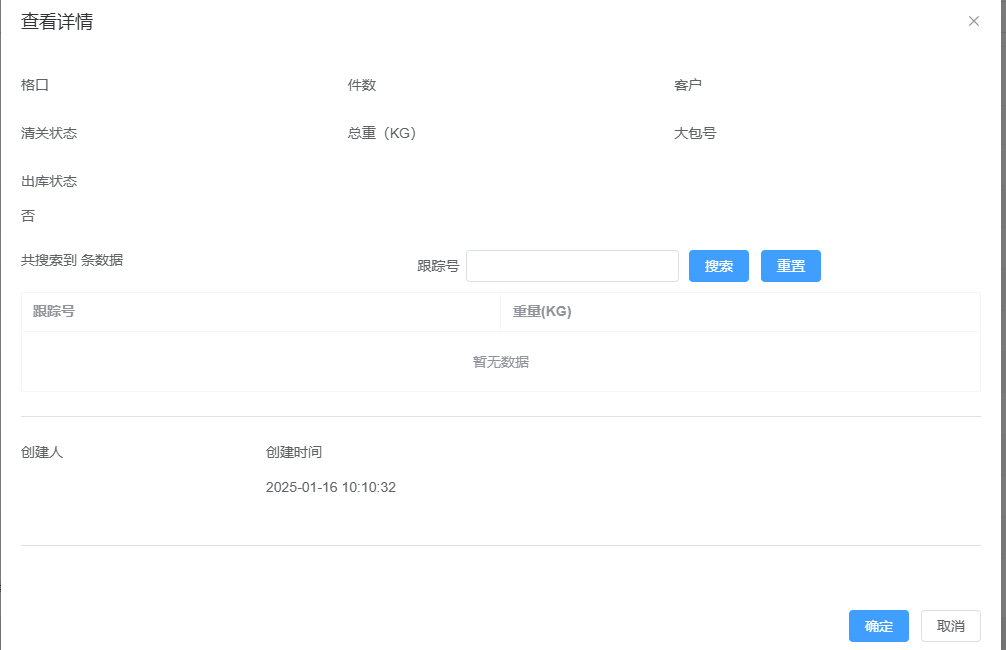 查看详情
格口 件数 客户
清关状态 总重（KG） 大包号
出库状态
否
共搜索到 条数据 跟踪号 搜索 重置
跟踪号 重量(KG)
暂无数据
创建人 创建时间
2025-01-16 10:10:32
确定 取消